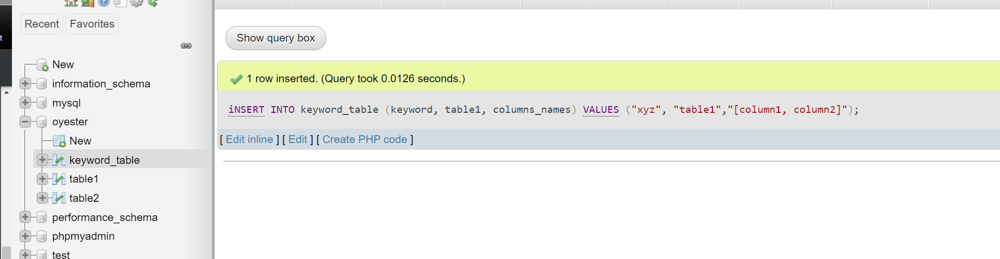 Recent Favorites
t
New
information_schema
mysql
oyester
New
keyword_table
table1
table2
performance_schema
phpmyadmin
test
Show query box
1 row inserted. (Query took 0.0126 seconds.)
iNSERT INTO keyword_table (keyword, table1, columns_names) VALUES ("xyz", "table1","[column1, column2]");
[ Edit inline ] [ Edit ] [ Create PHP code ]